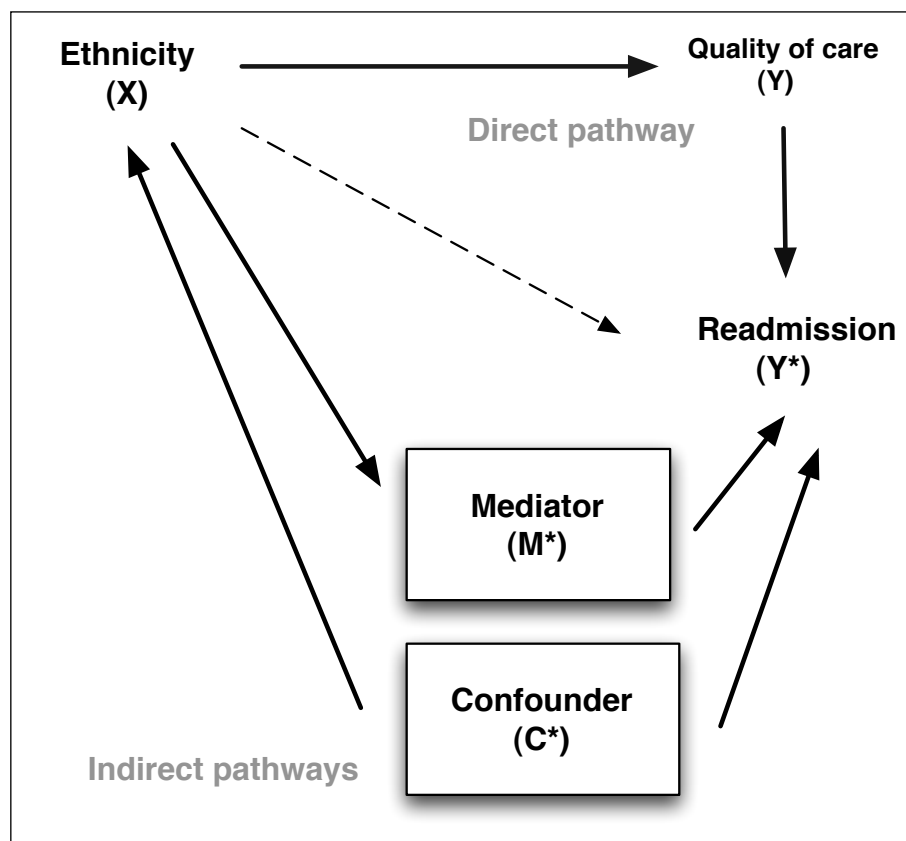 Ethnicity
(X)
Quality of care
(Y)
Direct pathway
Readmission
(Y*)
Mediator
(M*)
Confounder
(C*)
Indirect pathways